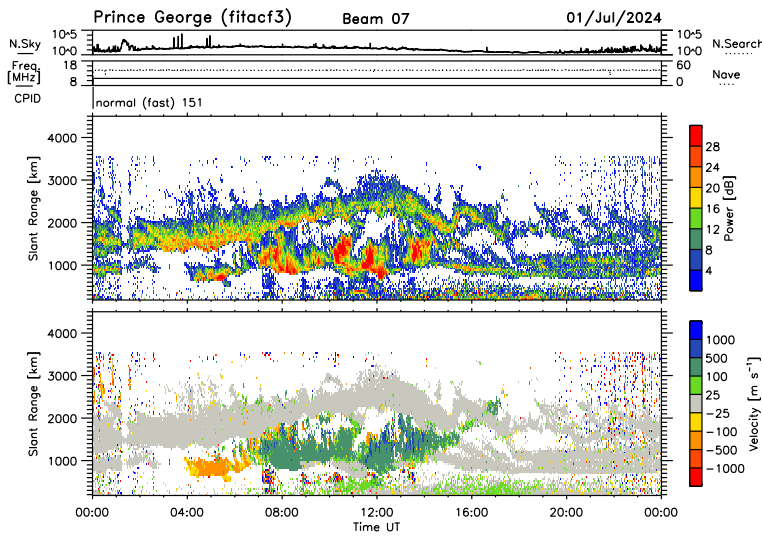 Prince George (fitacf3) Beam 07 01/Jul/2024
N.Sky 10^5 10^0 10^5 10^0 N.Search
Freq. [MHz] 18 8 60 0 Nave
CPID normal (fast) 151
4000
3000
2000
1000
Slant Range [km]
28
24
20
16
12
8
4
Power [dB]
4000
3000
2000
1000
Slant Range [km]
1000
500
100
25
-25
-100
-500
-1000
Velocity [m s⁻¹]
00:00 04:00 08:00 12:00 16:00 20:00 00:00
Time UT